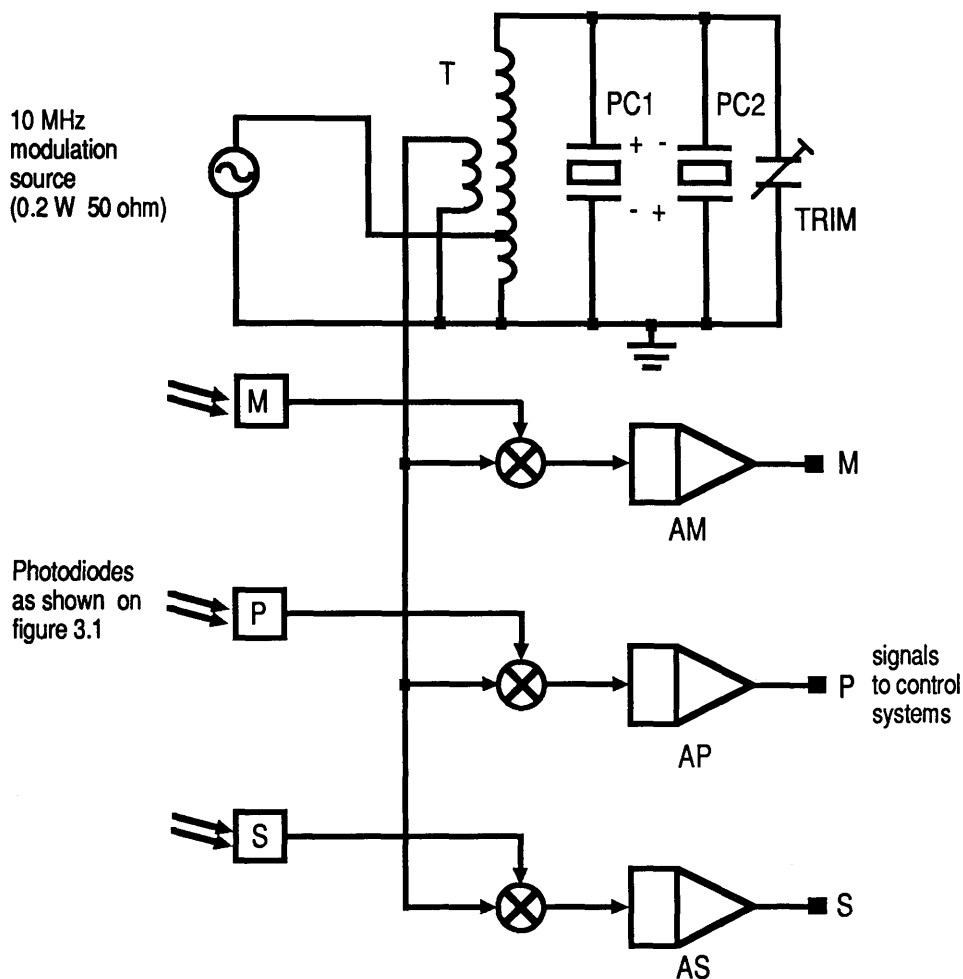 T
PC1
PC2
10 MHz
modulation
source
(0.2 W 50 ohm)
+ -
- +
TRIM
M
M
AM
Photodiodes
as shown on
figure 3.1
P
P
signals
to control
systems
AP
S
S
AS